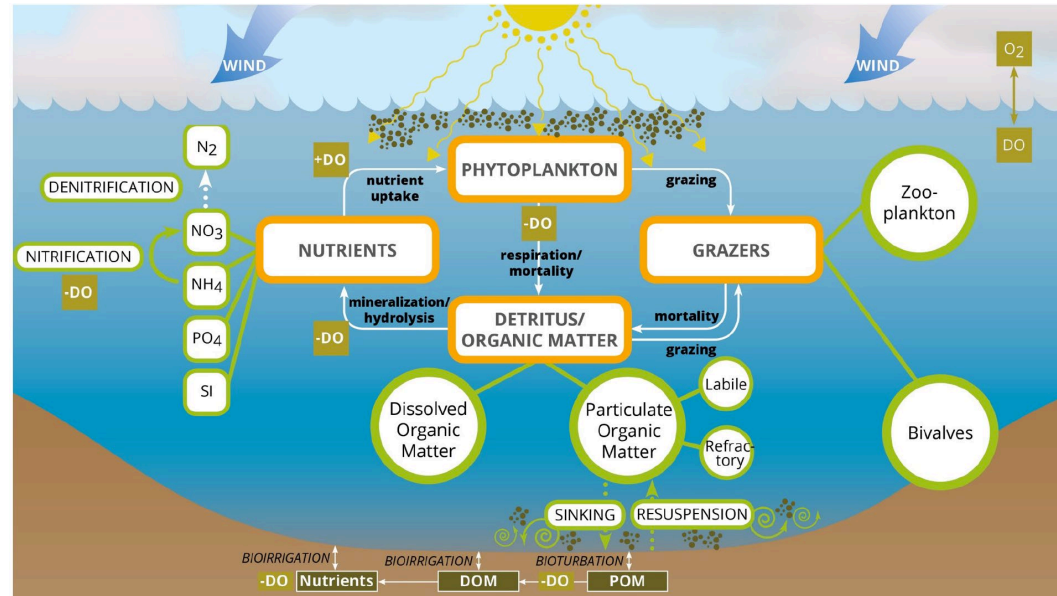 WIND
WIND
O2
DO
N2
DENITRIFICATION
+DO
nutrient
uptake
PHYTOPLANKTON
grazing
Zoo-
plankton
NO3
NITRIFICATION
-DO
NH4
NUTRIENTS
-DO
respiration/
mortality
GRAZERS
mineralization/
hydrolysis
-DO
DETRITUS/
ORGANIC MATTER
mortality
grazing
PO4
SI
Dissolved
Organic
Matter
Particulate
Organic
Matter
Labile
Refrac-
tory
Bivalves
SINKING
RESUSPENSION
BIOIRRIGATION
BIOIRRIGATION
BIOTURBATION
-DO
Nutrients
DOM
-DO
POM